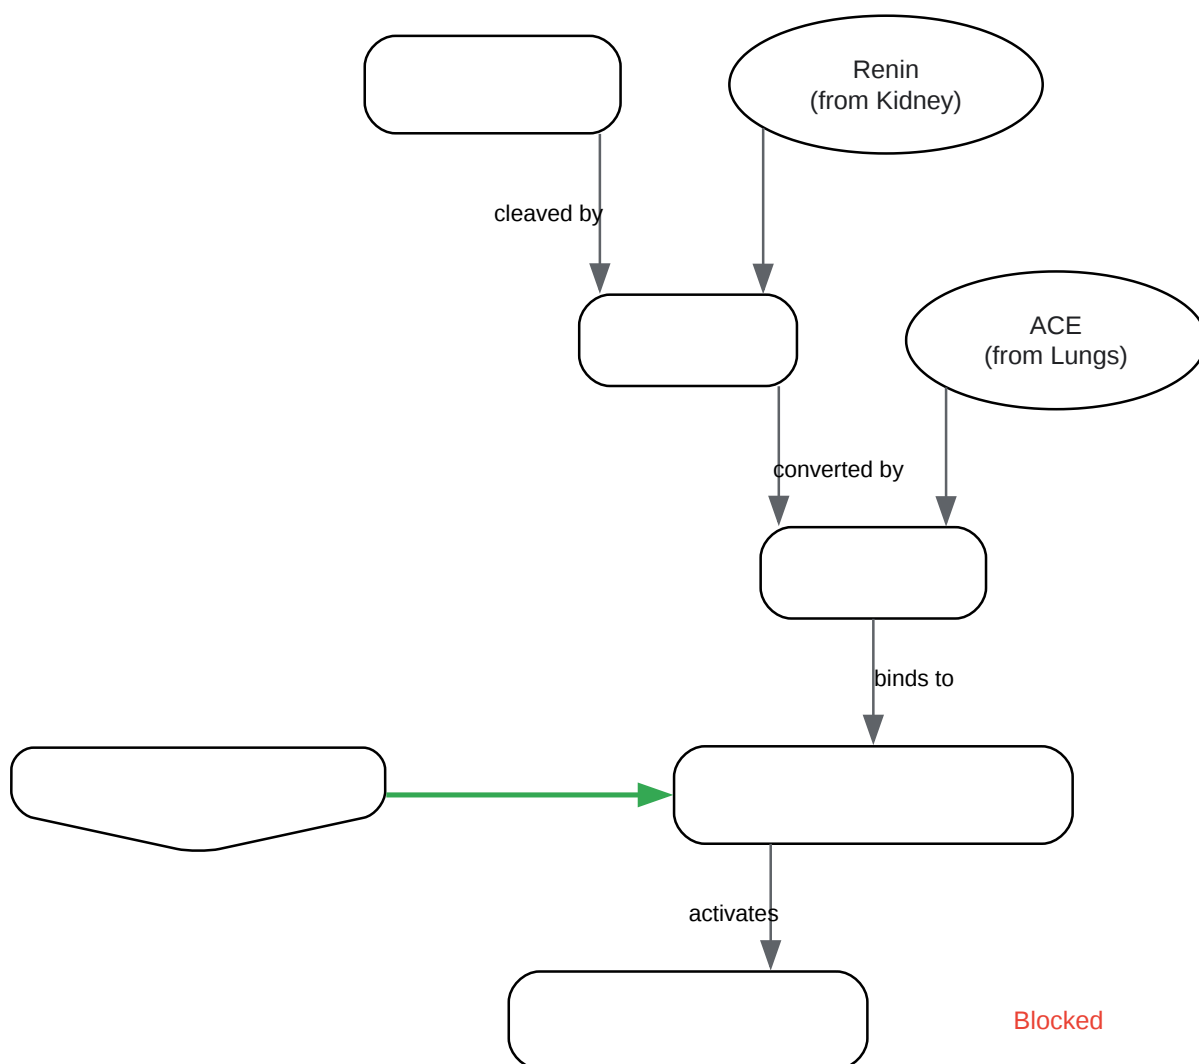 Renin
(from Kidney)
cleaved by
ACE
(from Lungs)
converted by
binds to
activates
Blocked